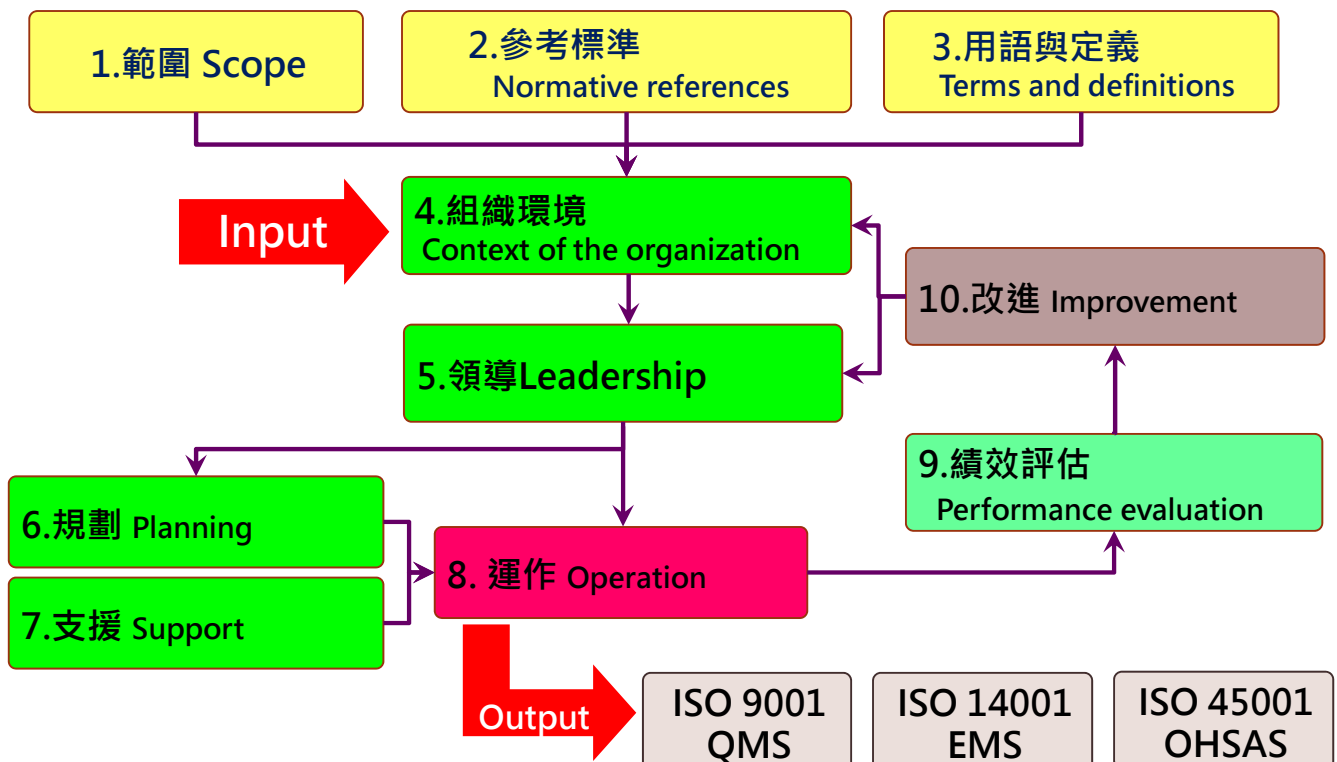 1.範圍 Scope
2.參考標準
Normative references
3.用語與定義
Terms and definitions
Input
4.組織環境
Context of the organization
10.改進 Improvement
5.領導Leadership
9.績效評估
Performance evaluation
6.規劃 Planning
8. 運作 Operation
7.支援 Support
Output
ISO 9001
QMS
ISO 14001
EMS
ISO 45001
OHSAS